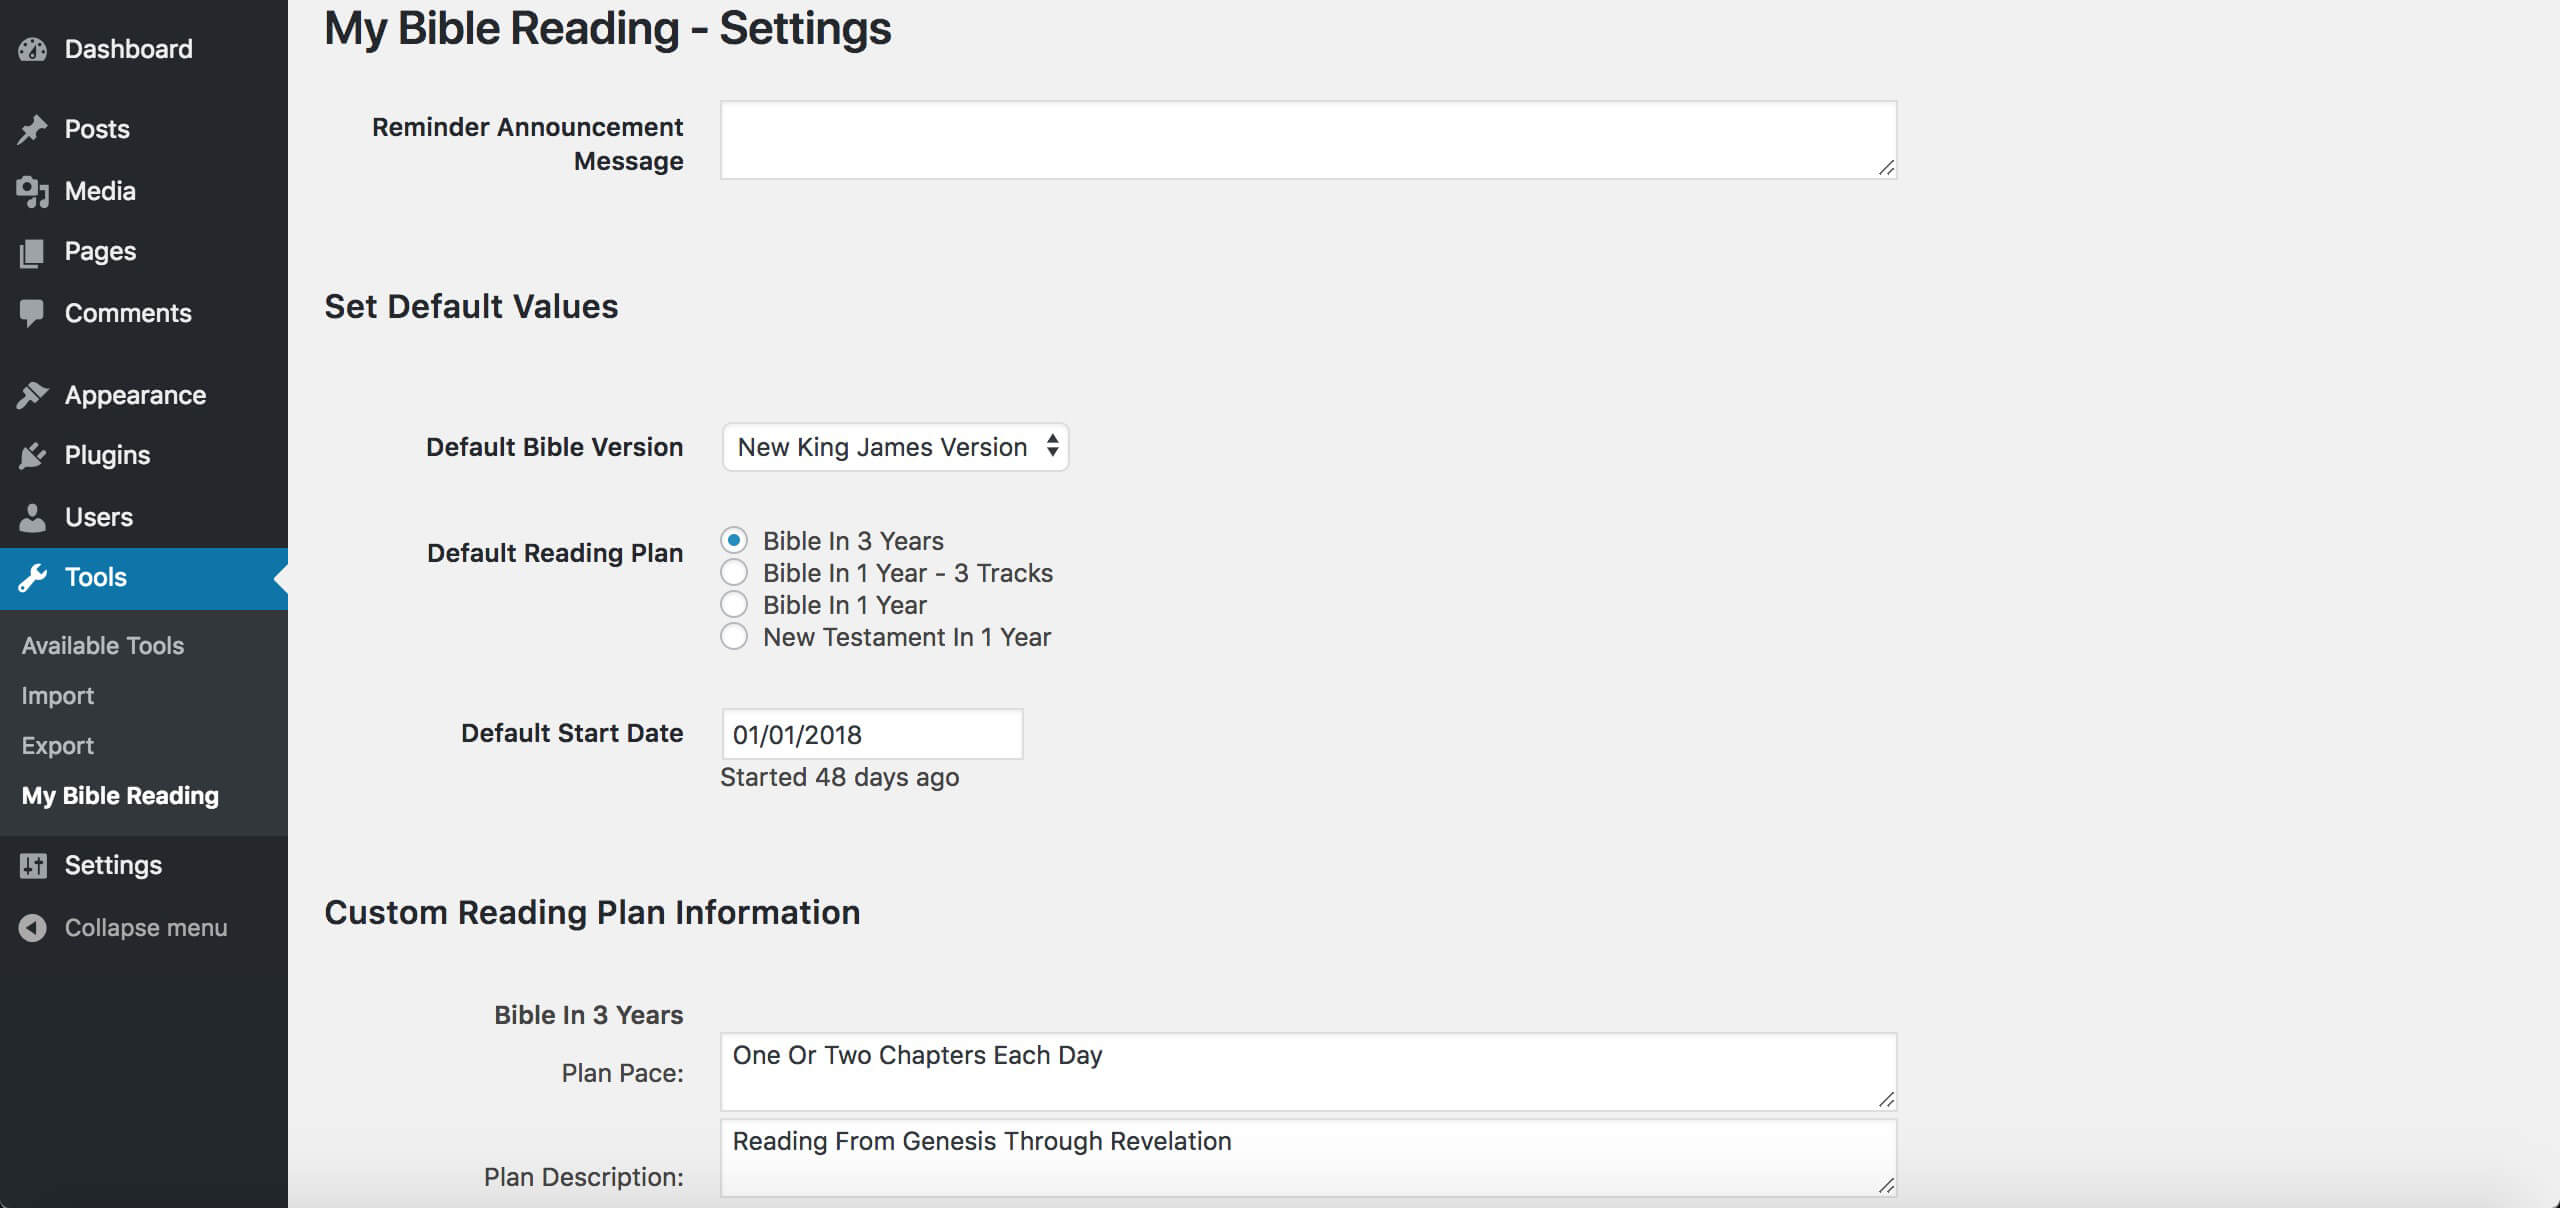 Dashboard
Posts
Media
Pages
Comments
Appearance
Plugins
Users
Tools
Available Tools
Import
Export
My Bible Reading
Settings
Collapse menu
My Bible Reading - Settings
Reminder Announcement
Message
Set Default Values
Default Bible Version
New King James Version
Default Reading Plan
Bible In 3 Years
Bible In 1 Year - 3 Tracks
Bible In 1 Year
New Testament In 1 Year
Default Start Date
01/01/2018
Started 48 days ago
Custom Reading Plan Information
Bible In 3 Years
Plan Pace:
One Or Two Chapters Each Day
Plan Description:
Reading From Genesis Through Revelation